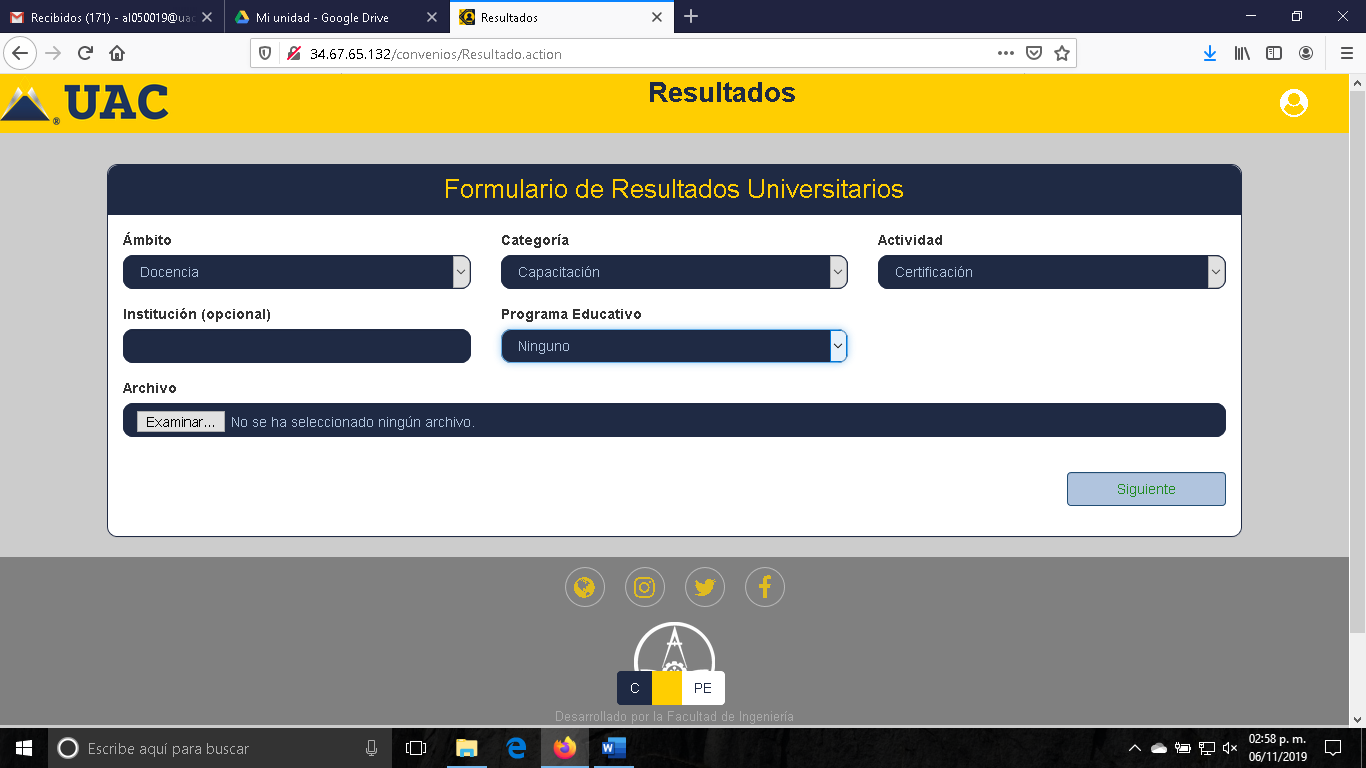 Recibidos (171) - al050019@uac
Mi unidad - Google Drive
Resultados
34.67.65.132/convenios/Resultado.action
UAC
®
Resultados
Formulario de Resultados Universitarios
Ámbito
Categoría
Actividad
Docencia
Capacitación
Certificación
Institución (opcional)
Programa Educativo
Ninguno
Archivo
Examinar... No se ha seleccionado ningún archivo.
Siguiente
C
PE
Desarrollado por la Facultad de Ingeniería
Escribe aquí para buscar
02:58 p. m.
06/11/2019